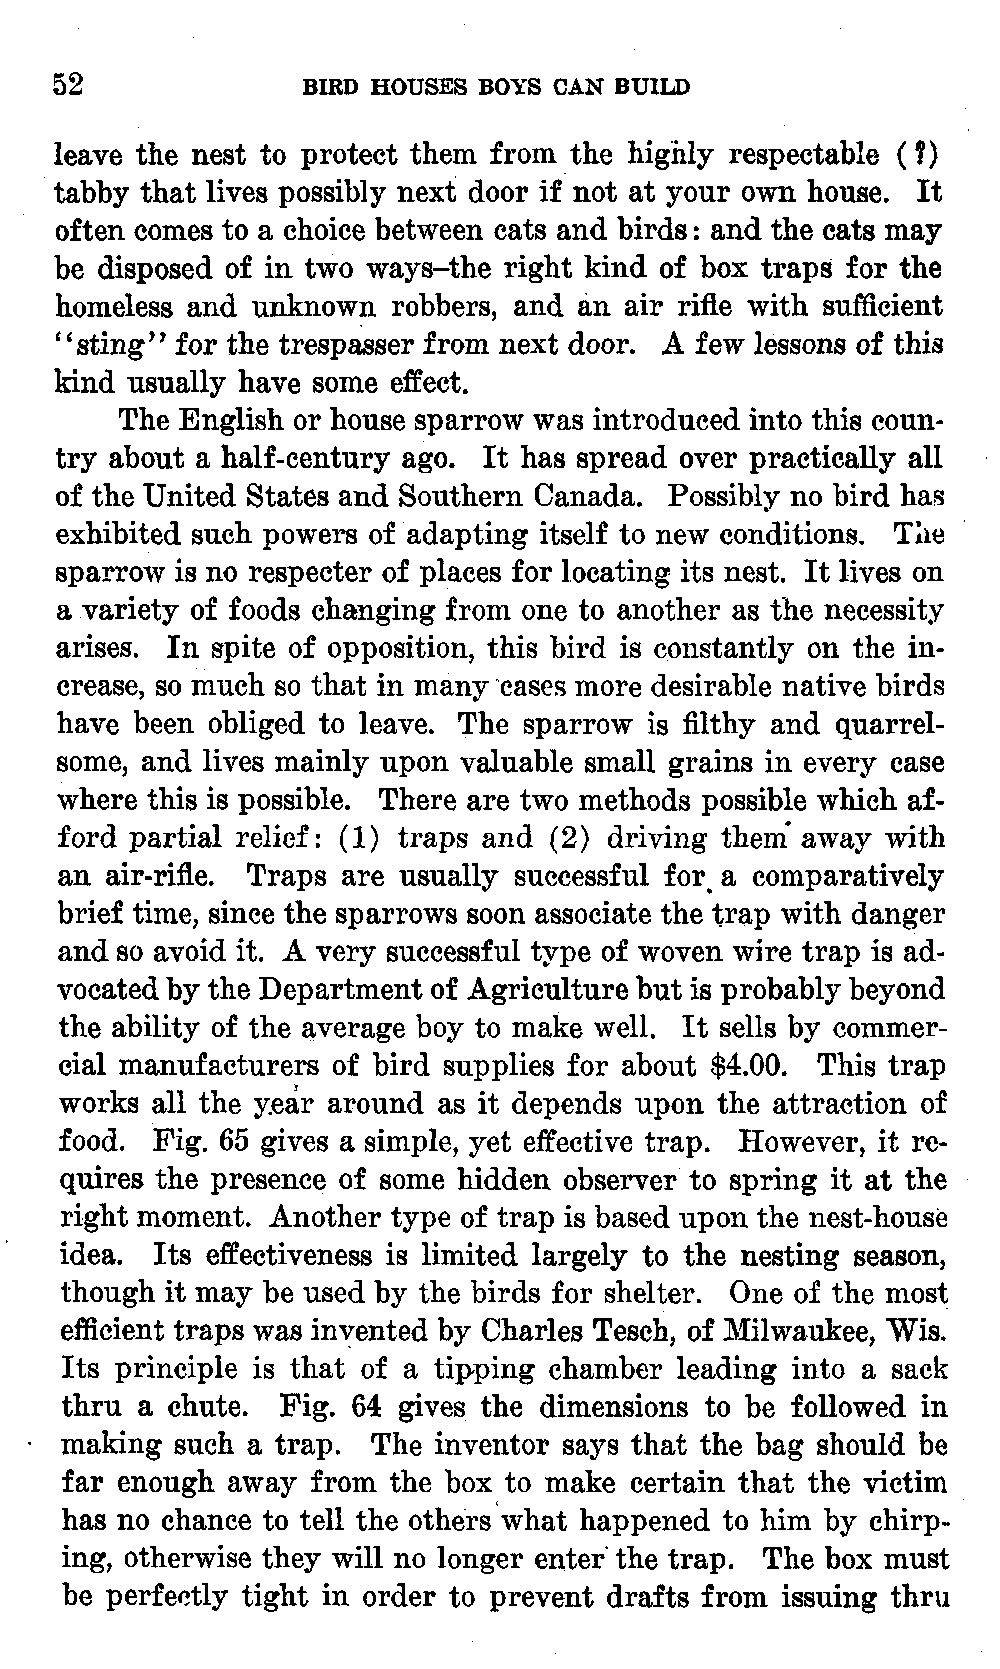 52 BIRD HOUSES BOYS CAN BUILD
leave the nest to protect them from the highly respectable (?)
tabby that lives possibly next door if not at your own house. It
often comes to a choice between cats and birds: and the cats may
be disposed of in two ways–the right kind of box traps for the
homeless and unknown robbers, and an air rifle with sufficient
"sting" for the trespasser from next door. A few lessons of this
kind usually have some effect.
The English or house sparrow was introduced into this coun-
try about a half-century ago. It has spread over practically all
of the United States and Southern Canada. Possibly no bird has
exhibited such powers of adapting itself to new conditions. The
sparrow is no respecter of places for locating its nest. It lives on
a variety of foods changing from one to another as the necessity
arises. In spite of opposition, this bird is constantly on the in-
crease, so much so that in many cases more desirable native birds
have been obliged to leave. The sparrow is filthy and quarrel-
some, and lives mainly upon valuable small grains in every case
where this is possible. There are two methods possible which af-
ford partial relief: (1) traps and (2) driving them away with
an air-rifle. Traps are usually successful for a comparatively
brief time, since the sparrows soon associate the trap with danger
and so avoid it. A very successful type of woven wire trap is ad-
vocated by the Department of Agriculture but is probably beyond
the ability of the average boy to make well. It sells by commer-
cial manufacturers of bird supplies for about $4.00. This trap
works all the year around as it depends upon the attraction of
food. Fig. 65 gives a simple, yet effective trap. However, it re-
quires the presence of some hidden observer to spring it at the
right moment. Another type of trap is based upon the nest-house
idea. Its effectiveness is limited largely to the nesting season,
though it may be used by the birds for shelter. One of the most
efficient traps was invented by Charles Tesch, of Milwaukee, Wis.
Its principle is that of a tipping chamber leading into a sack
thru a chute. Fig. 64 gives the dimensions to be followed in
making such a trap. The inventor says that the bag should be
far enough away from the box to make certain that the victim
has no chance to tell the others what happened to him by chirp-
ing, otherwise they will no longer enter the trap. The box must
be perfectly tight in order to prevent drafts from issuing thru